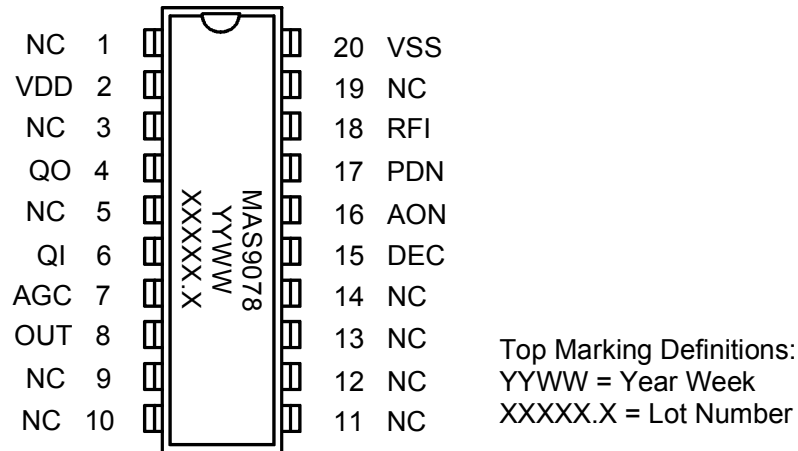 NC 1
VDD 2
NC 3
QO 4
NC 5
QI 6
AGC 7
OUT 8
NC 9
NC 10
MAS9078
YYWW
XXXXX.X
20 VSS
19 NC
18 RFI
17 PDN
16 AON
15 DEC
14 NC
13 NC
12 NC
11 NC
Top Marking Definitions:
YYWW = Year Week
XXXXX.X = Lot Number